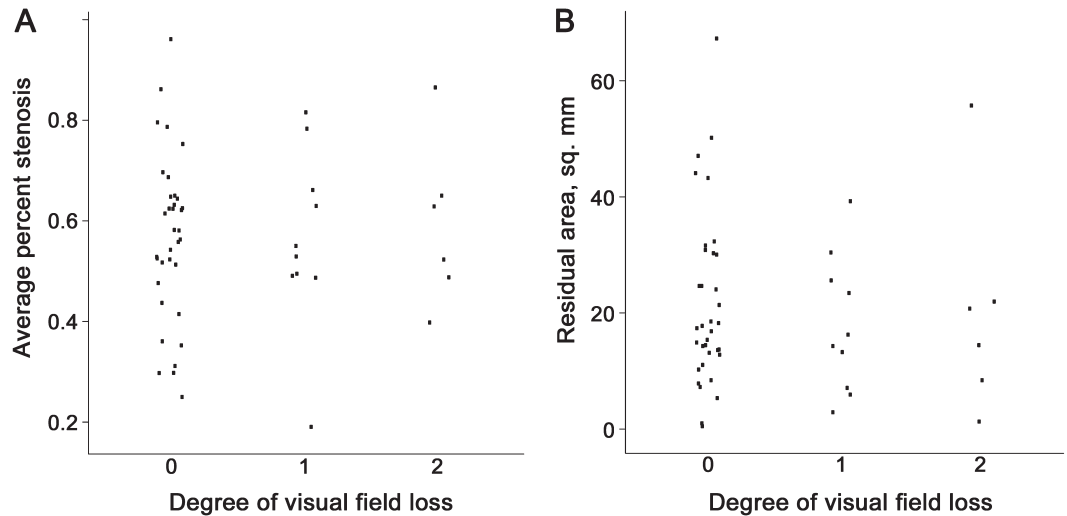 A
Average percent stenosis
0.8
0.6
0.4
0.2
0 1 2
Degree of visual field loss
B
Residual area, sq. mm
60
40
20
0
0 1 2
Degree of visual field loss